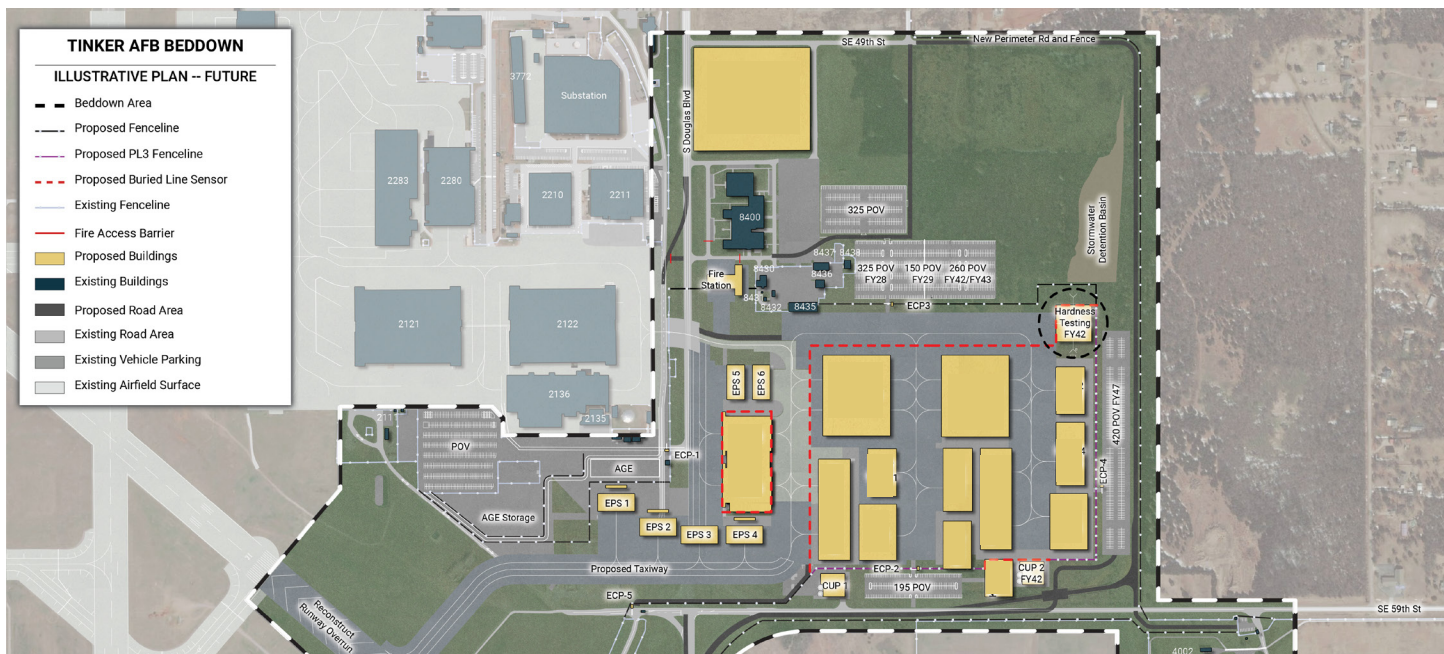 TINKER AFB BEDDOWN
ILLUSTRATIVE PLAN -- FUTURE
Beddown Area
Proposed Fenceline
Proposed PL3 Fenceline
Proposed Buried Line Sensor
Existing Fenceline
Fire Access Barrier
Proposed Buildings
Existing Buildings
Proposed Road Area
Existing Road Area
Existing Vehicle Parking
Existing Airfield Surface
SE 49th St
New Perimeter Rd and Fence
S Douglas Blvd
3772
Substation
2283
2280
2210
2211
8400
325 POV
Stormwater
Detention Basin
8437
8438
8430
8436
Fire
Station
325 POV
FY28
150 POV
FY29
260 POV
FY42/FY43
8432
8435
ECP3
Hardness
Testing
FY42
2121
2122
2136
2135
EPS 5
EPS 6
420 POV FY47
POV
ECP-1
AGE
ECP-4
AGE Storage
EPS 1
EPS 2
EPS 3
EPS 4
Proposed Taxiway
ECP-2
CUP 1
195 POV
CUP 2
FY42
ECP-5
Reconstruct
Runway Overrun
SE 59th St
4002